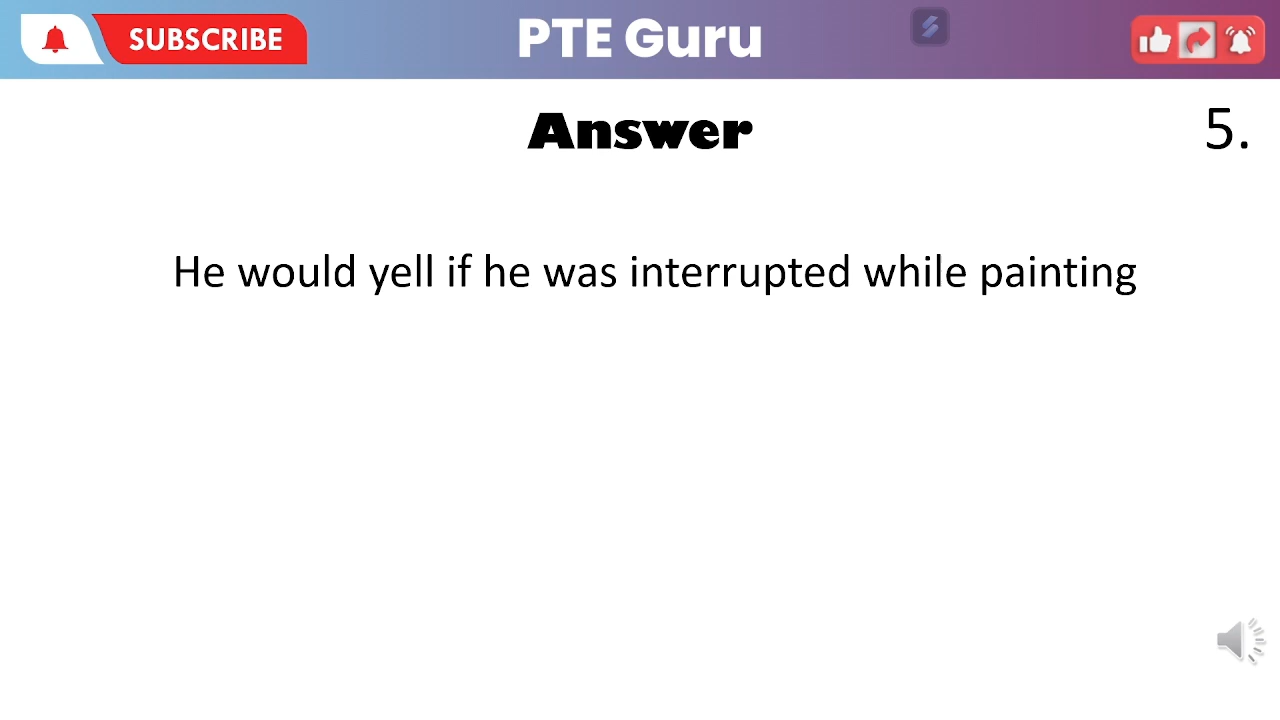 SUBSCRIBE
PTE Guru
Answer
5.
He would yell if he was interrupted while painting